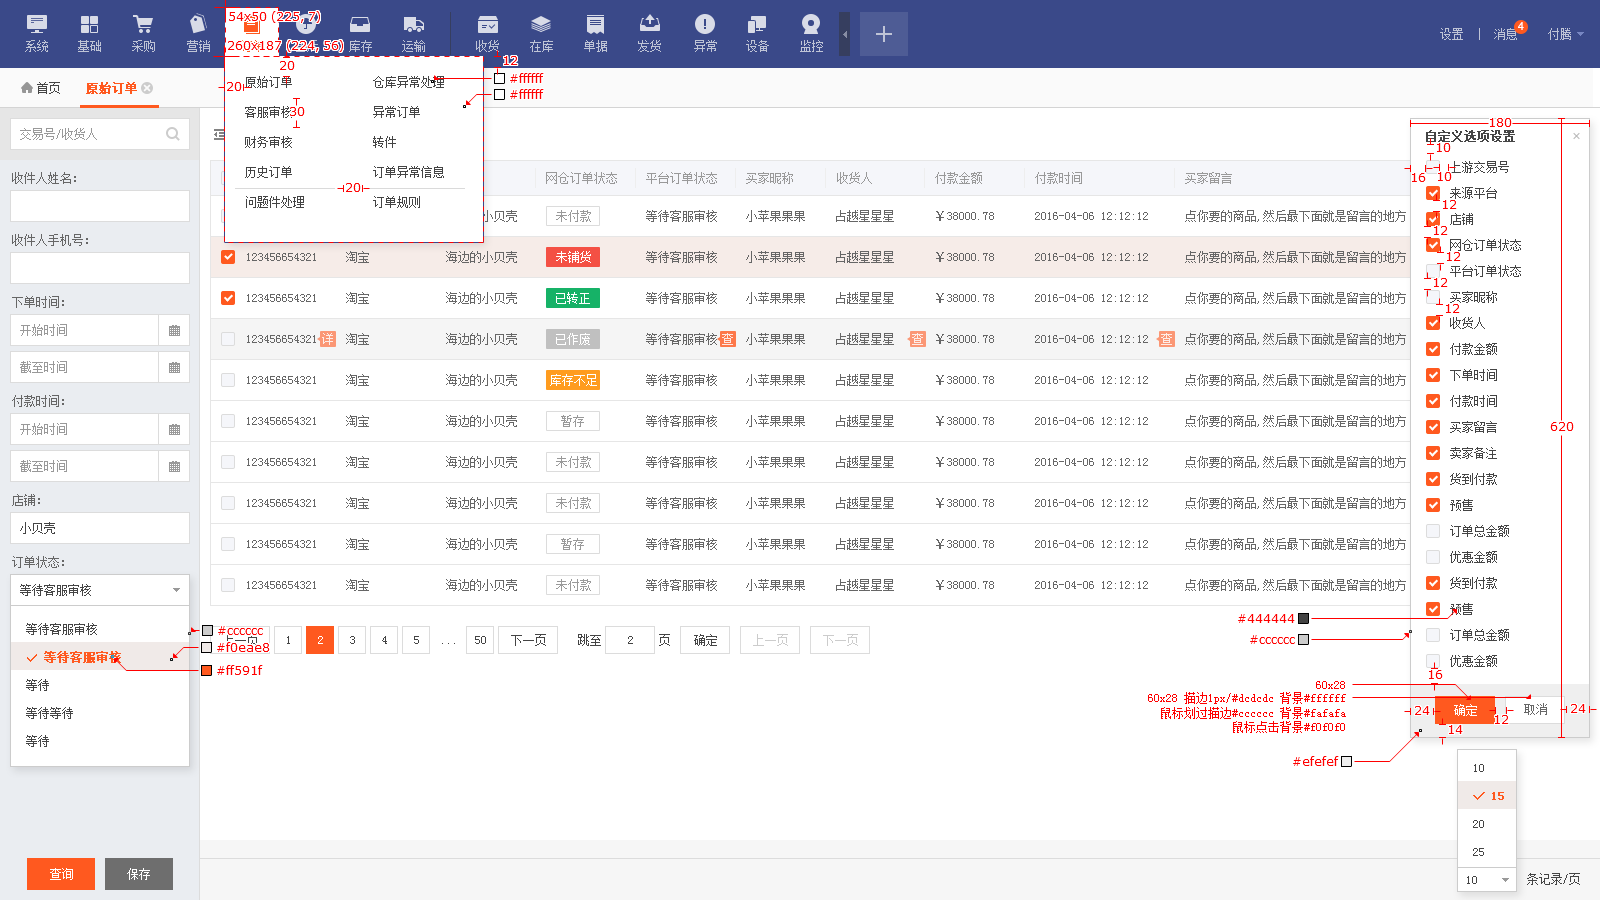 系统 基础 采购 营销 库存 运输 收货 在库 单据 发货 异常 设备 监控
54x50 (225, 7)
260x187 (224, 56)
设置 | 消息 4 付腾
首页 原始订单
20 12
20 原始订单 仓库异常处理 #ffffff
#ffffff
客服审核 30 异常订单
财务审核 转件
历史订单 订单异常信息
20
问题件处理 订单规则
交易号/收货人
收件人姓名:
收件人手机号:
下单时间:
开始时间
截至时间
付款时间:
开始时间
截至时间
店铺:
小贝壳
订单状态:
等待客服审核
等待客服审核
等待客服审核
等待
等待等待
等待
#cccccc
#f0eae8
#ff591f
查询 保存
网仓订单状态 平台订单状态 买家昵称 收货人 付款金额 付款时间 买家留言
小贝壳 未付款 等待客服审核 小苹果果果 占越星星星 ￥38000.78 2016-04-06 12:12:12 点你要的商品,然后最下面就是留言的地方
123456654321 淘宝 海边的小贝壳 未铺货 等待客服审核 小苹果果果 占越星星星 ￥38000.78 2016-04-06 12:12:12 点你要的商品,然后最下面就是留言的地方
123456654321 淘宝 海边的小贝壳 已转正 等待客服审核 小苹果果果 占越星星星 ￥38000.78 2016-04-06 12:12:12 点你要的商品,然后最下面就是留言的地方
123456654321 详 淘宝 海边的小贝壳 已作废 等待客服审核 查 小苹果果果 占越星星星 查 ￥38000.78 2016-04-06 12:12:12 查 点你要的商品,然后最下面就是留言的地方
123456654321 淘宝 海边的小贝壳 库存不足 等待客服审核 小苹果果果 占越星星星 ￥38000.78 2016-04-06 12:12:12 点你要的商品,然后最下面就是留言的地方
123456654321 淘宝 海边的小贝壳 暂存 等待客服审核 小苹果果果 占越星星星 ￥38000.78 2016-04-06 12:12:12 点你要的商品,然后最下面就是留言的地方
123456654321 淘宝 海边的小贝壳 未付款 等待客服审核 小苹果果果 占越星星星 ￥38000.78 2016-04-06 12:12:12 点你要的商品,然后最下面就是留言的地方
123456654321 淘宝 海边的小贝壳 未付款 等待客服审核 小苹果果果 占越星星星 ￥38000.78 2016-04-06 12:12:12 点你要的商品,然后最下面就是留言的地方
123456654321 淘宝 海边的小贝壳 暂存 等待客服审核 小苹果果果 占越星星星 ￥38000.78 2016-04-06 12:12:12 点你要的商品,然后最下面就是留言的地方
123456654321 淘宝 海边的小贝壳 未付款 等待客服审核 小苹果果果 占越星星星 ￥38000.78 2016-04-06 12:12:12 点你要的商品,然后最下面就是留言的地方
上一页 1 2 3 4 5 ... 50 下一页 跳至 2 页 确定 上一页 下一页
180
自定义选项设置 ×
10
上游交易号
16 10
来源平台
12
店铺
12
网仓订单状态
12
平台订单状态
12
买家昵称
12
收货人
付款金额
下单时间
付款时间
买家留言
620
卖家备注
货到付款
预售
订单总金额
优惠金额
货到付款
预售
订单总金额
优惠金额
16
#444444
#cccccc
60x28
60x28 描边1px/#dcdcdc 背景#ffffff
鼠标划过描边#cccccc 背景#fafafa
鼠标点击背景#f0f0f0
24 确定 12 取消 24
14
#efefef
10
15
20
25
10 条记录/页